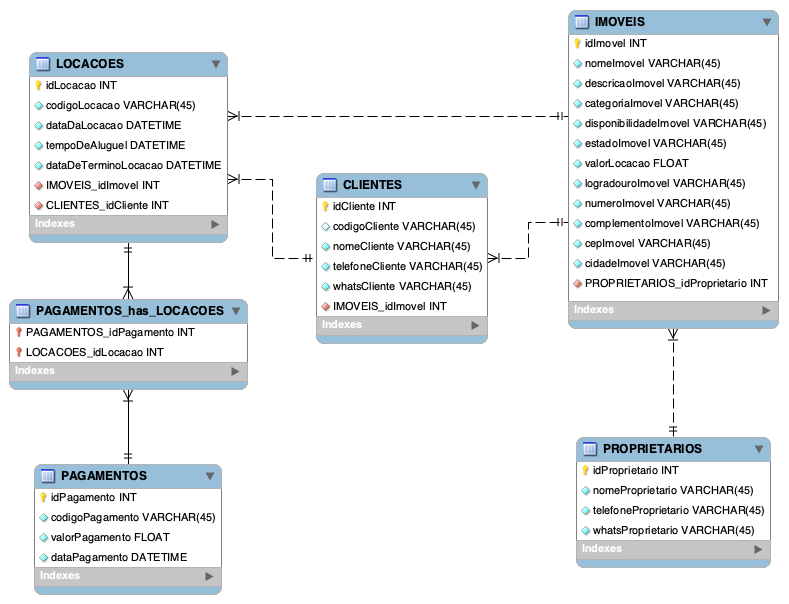 LOCACOES
idLocacao INT
codigoLocacao VARCHAR(45)
dataDaLocacao DATETIME
tempoDeAluguel DATETIME
dataDeTerminoLocacao DATETIME
IMOVEIS_idImovel INT
CLIENTES_idCliente INT
Indexes
IMOVEIS
idImovel INT
nomeImovel VARCHAR(45)
descricaoImovel VARCHAR(45)
categoriaImovel VARCHAR(45)
disponibilidadeImovel VARCHAR(45)
estadoImovel VARCHAR(45)
valorLocacao FLOAT
logradouroImovel VARCHAR(45)
numeroImovel VARCHAR(45)
complementoImovel VARCHAR(45)
cepImovel VARCHAR(45)
cidadeImovel VARCHAR(45)
PROPRIETARIOS_idProprietario INT
Indexes
CLIENTES
idCliente INT
codigoCliente VARCHAR(45)
nomeCliente VARCHAR(45)
telefoneCliente VARCHAR(45)
whatsCliente VARCHAR(45)
IMOVEIS_idImovel INT
Indexes
PAGAMENTOS_has_LOCACOES
PAGAMENTOS_idPagamento INT
LOCACOES_idLocacao INT
Indexes
PAGAMENTOS
idPagamento INT
codigoPagamento VARCHAR(45)
valorPagamento FLOAT
dataPagamento DATETIME
Indexes
PROPRIETARIOS
idProprietario INT
nomeProprietario VARCHAR(45)
telefoneProprietario VARCHAR(45)
whatsProprietario VARCHAR(45)
Indexes